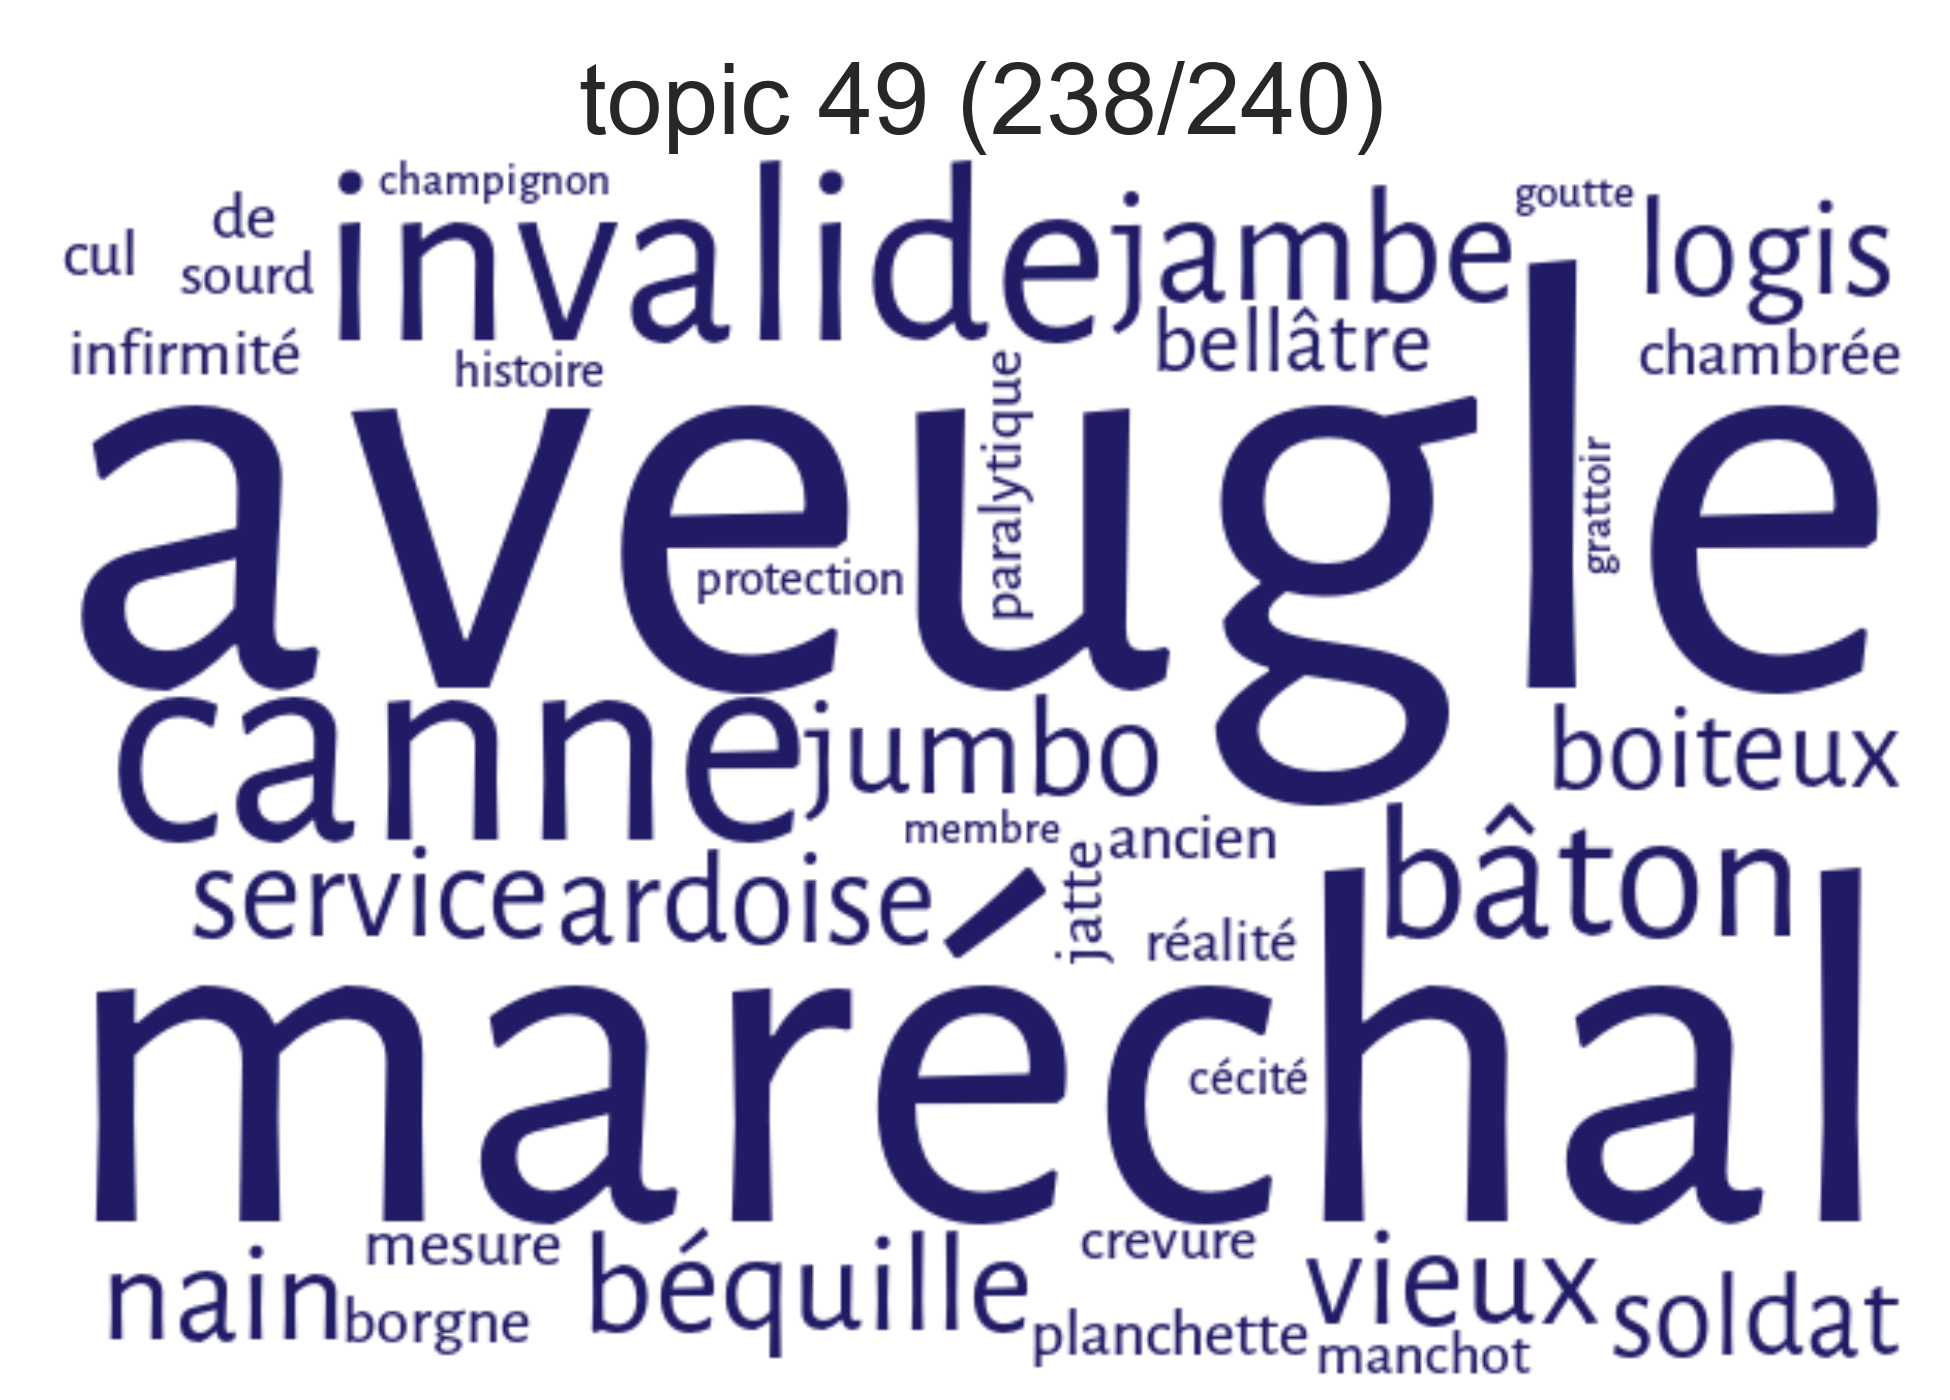 topic 49 (238/240)
champignon
goutte
de
cul
sourd
invalide
jambe
logis
infirmité
histoire
bellâtre
chambrée
aveugle
paralytique
grattoir
protection
canne
jumbo
boiteux
membre
jatte
ancien
bâton
service
ardoise
réalité
maréchal
cécité
mesure
crevure
nain
borgne
béquille
planchette
vieux
manchot
soldat